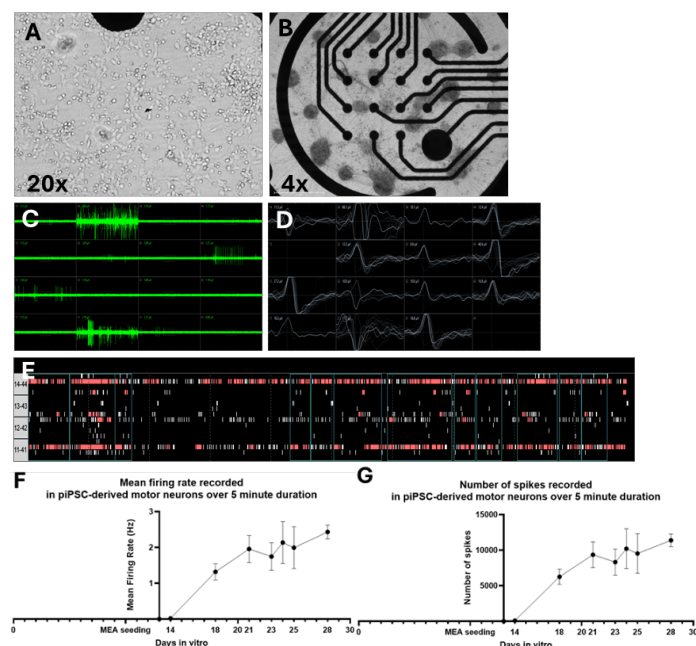 A
20x
B
4x
C
D
E
14-44
13-43
12-42
11-41
F
Mean firing rate recorded
in piPSC-derived motor neurons over 5 minute duration
Mean Firing Rate (Hz)
3
2
1
0
MEA seeding
14
18
20 21
23
25
28
30
Days in vitro
G
Number of spikes recorded
in piPSC-derived motor neurons over 5 minute duration
Number of spikes
15000
10000
5000
0
MEA seeding
14
18
20 21
23
25
28
30
Days in vitro